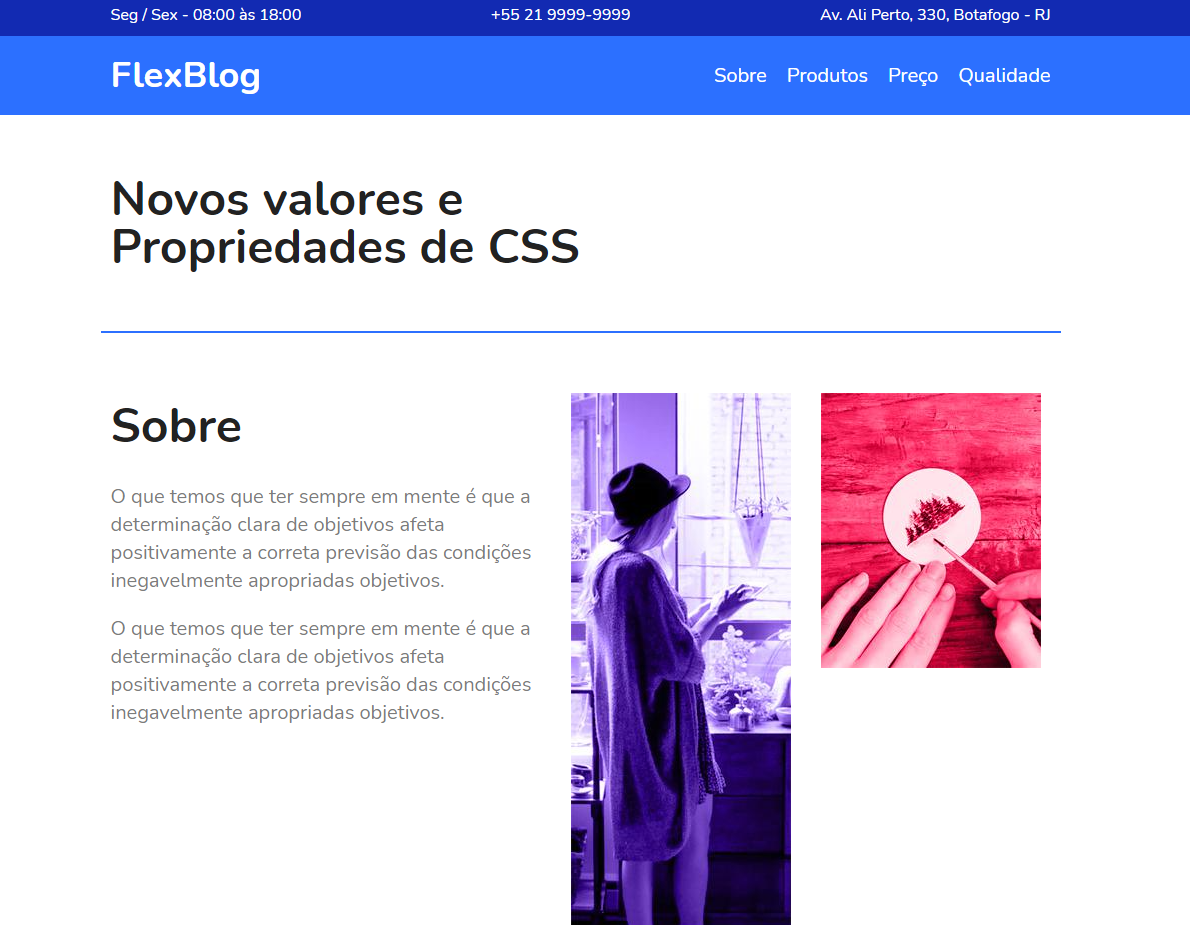 Seg / Sex - 08:00 às 18:00
+55 21 9999-9999
Av. Ali Perto, 330, Botafogo - RJ
FlexBlog
Sobre Produtos Preço Qualidade
Novos valores e
Propriedades de CSS
Sobre
O que temos que ter sempre em mente é que a
determinação clara de objetivos afeta
positivamente a correta previsão das condições
inegavelmente apropriadas objetivos.
O que temos que ter sempre em mente é que a
determinação clara de objetivos afeta
positivamente a correta previsão das condições
inegavelmente apropriadas objetivos.